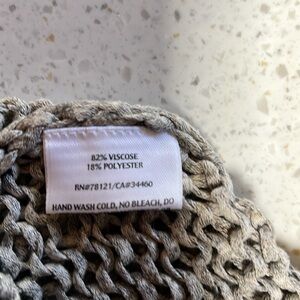 82% VISCOSE
18% POLYESTER
RN#78121/CA#34460
HAND WASH COLD, NO BLEACH, DO